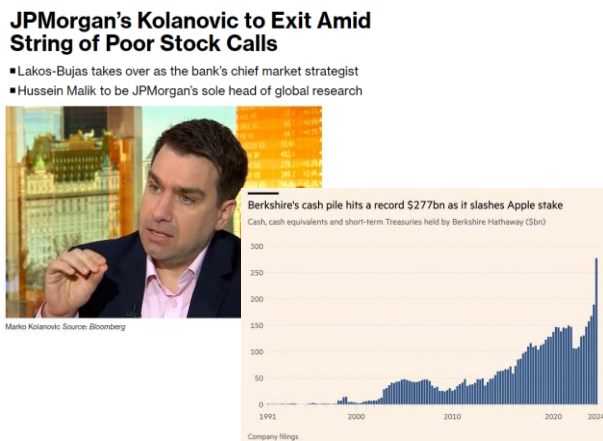 JPMorgan’s Kolanovic to Exit Amid
String of Poor Stock Calls
■ Lakos-Bujas takes over as the bank’s chief market strategist
■ Hussein Malik to be JPMorgan’s sole head of global research
Marko Kolanovic Source: Bloomberg
Berkshire's cash pile hits a record $277bn as it slashes Apple stake
Cash, cash equivalents and short-term Treasuries held by Berkshire Hathaway ($bn)
300
250
200
150
100
50
0
1991
2000
2010
2020
2024
Company filings